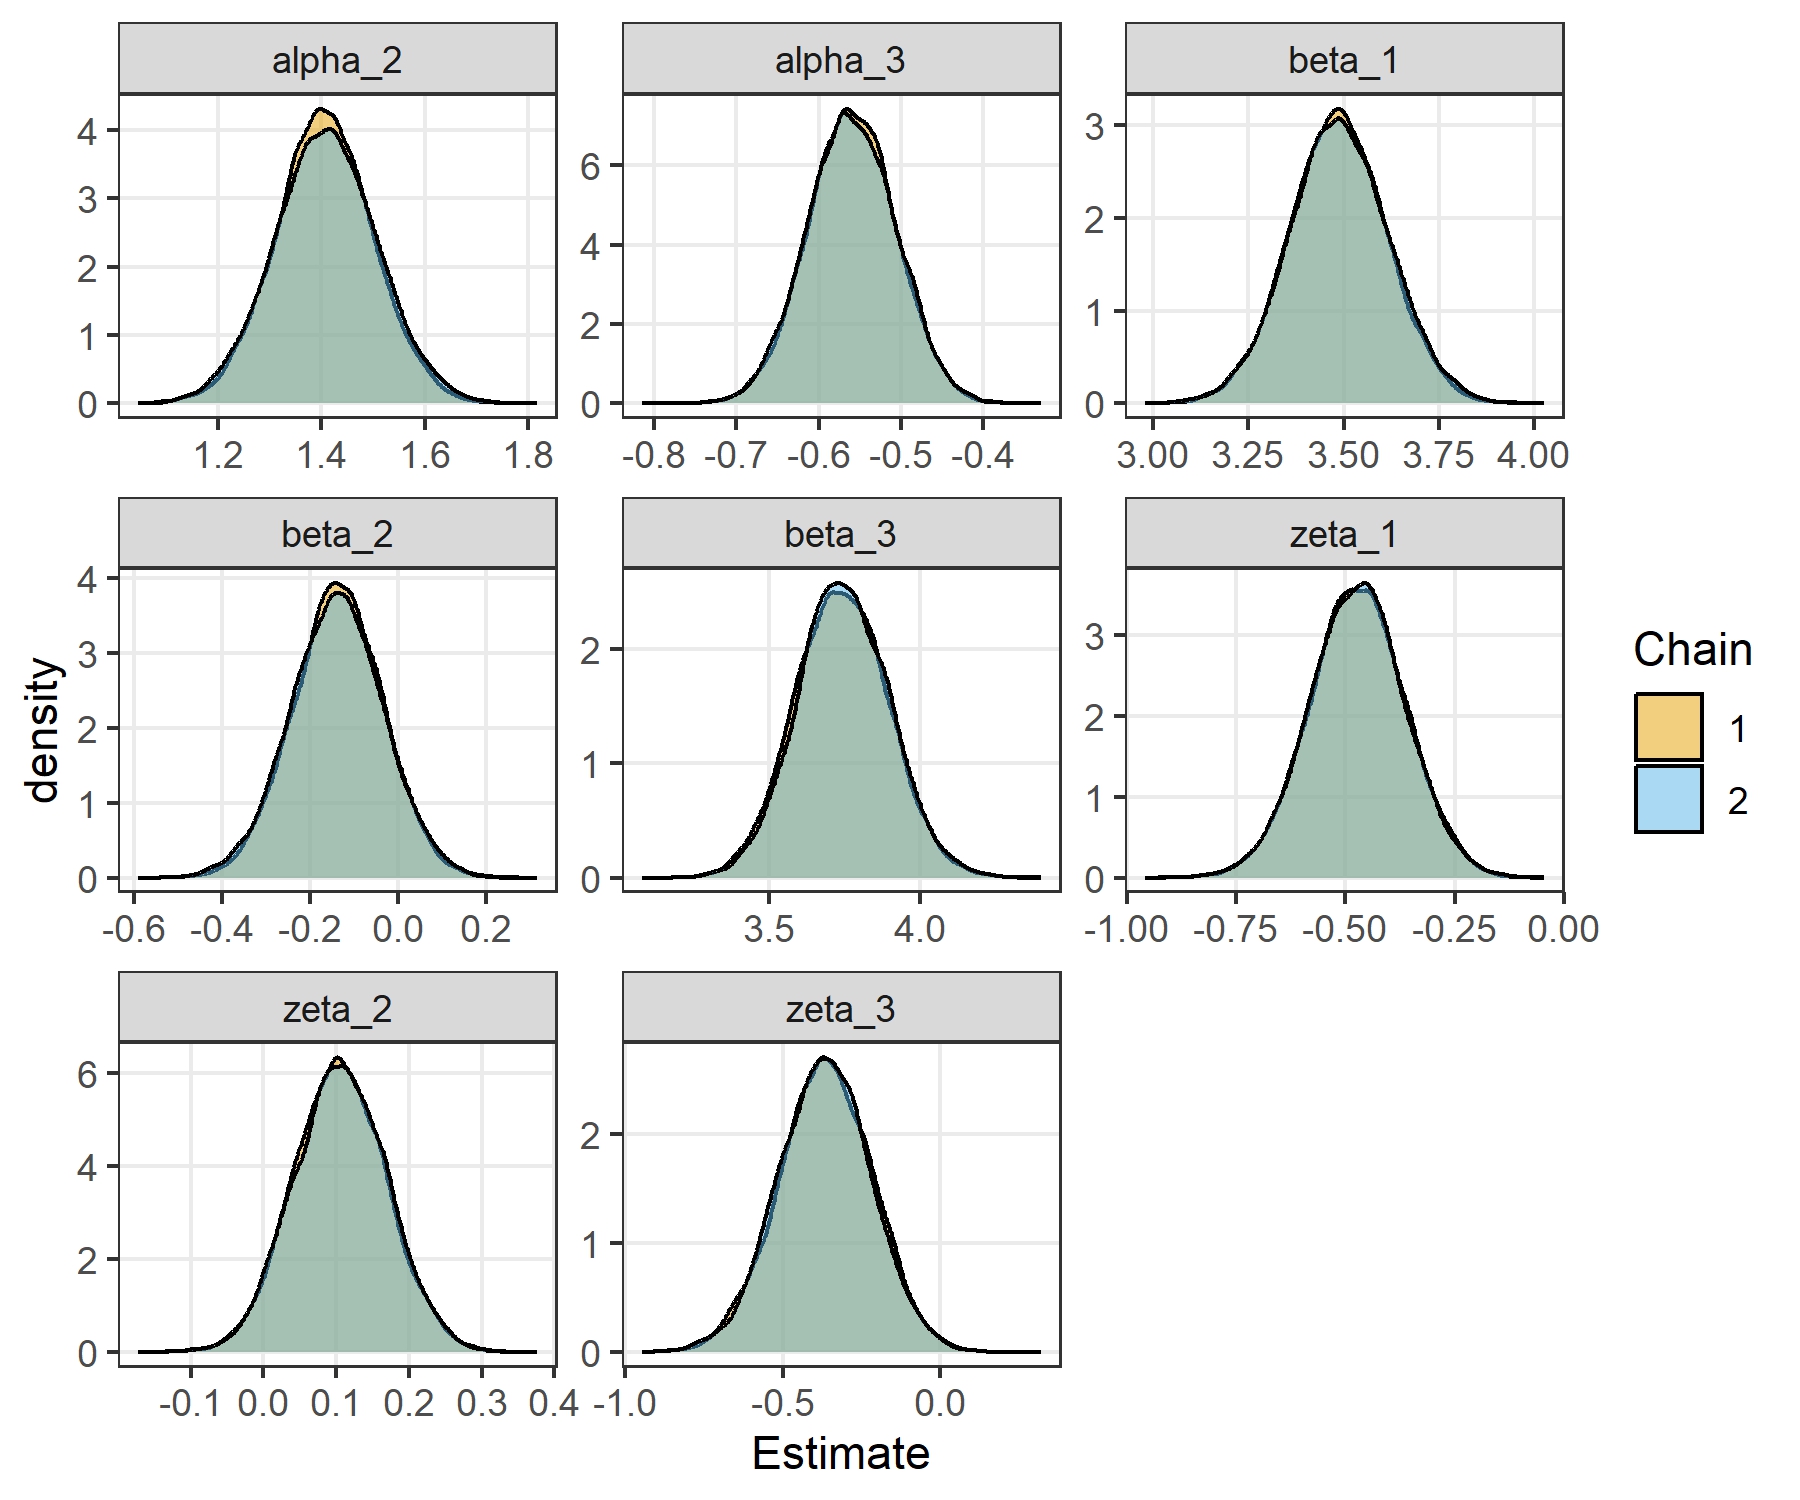 alpha_2 alpha_3 beta_1
4
3
2
1
0
1.2 1.4 1.6 1.8
6
4
2
0
-0.8 -0.7 -0.6 -0.5 -0.4
3
2
1
0
3.00 3.25 3.50 3.75 4.00
beta_2 beta_3 zeta_1
4
3
2
1
0
-0.6 -0.4 -0.2 0.0 0.2
2
1
0
3.5 4.0
3
2
1
0
-1.00 -0.75 -0.50 -0.25 0.00
zeta_2 zeta_3
6
4
2
0
-0.1 0.0 0.1 0.2 0.3 0.4
2
1
0
-1.0 -0.5 0.0
density
Estimate
Chain
1
2